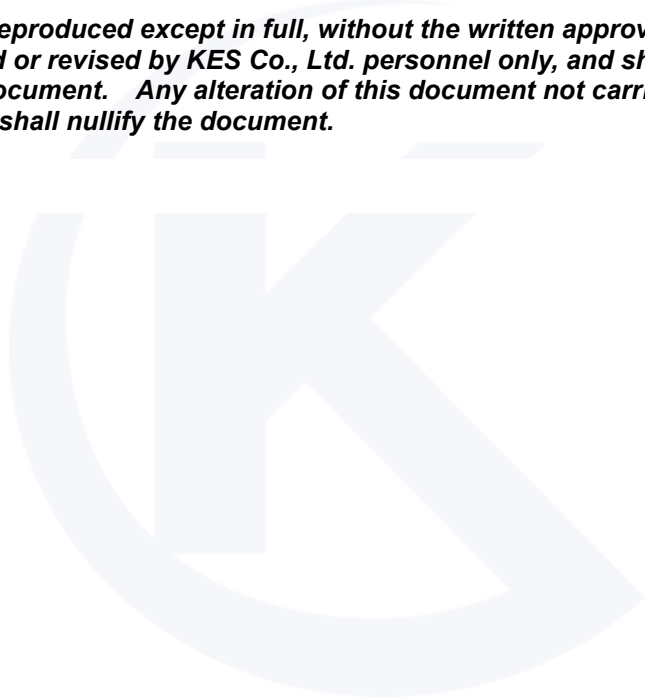 eproduced except in full, without the written approv
d or revised by KES Co., Ltd. personnel only, and sh
ocument. Any alteration of this document not carri
shall nullify the document.